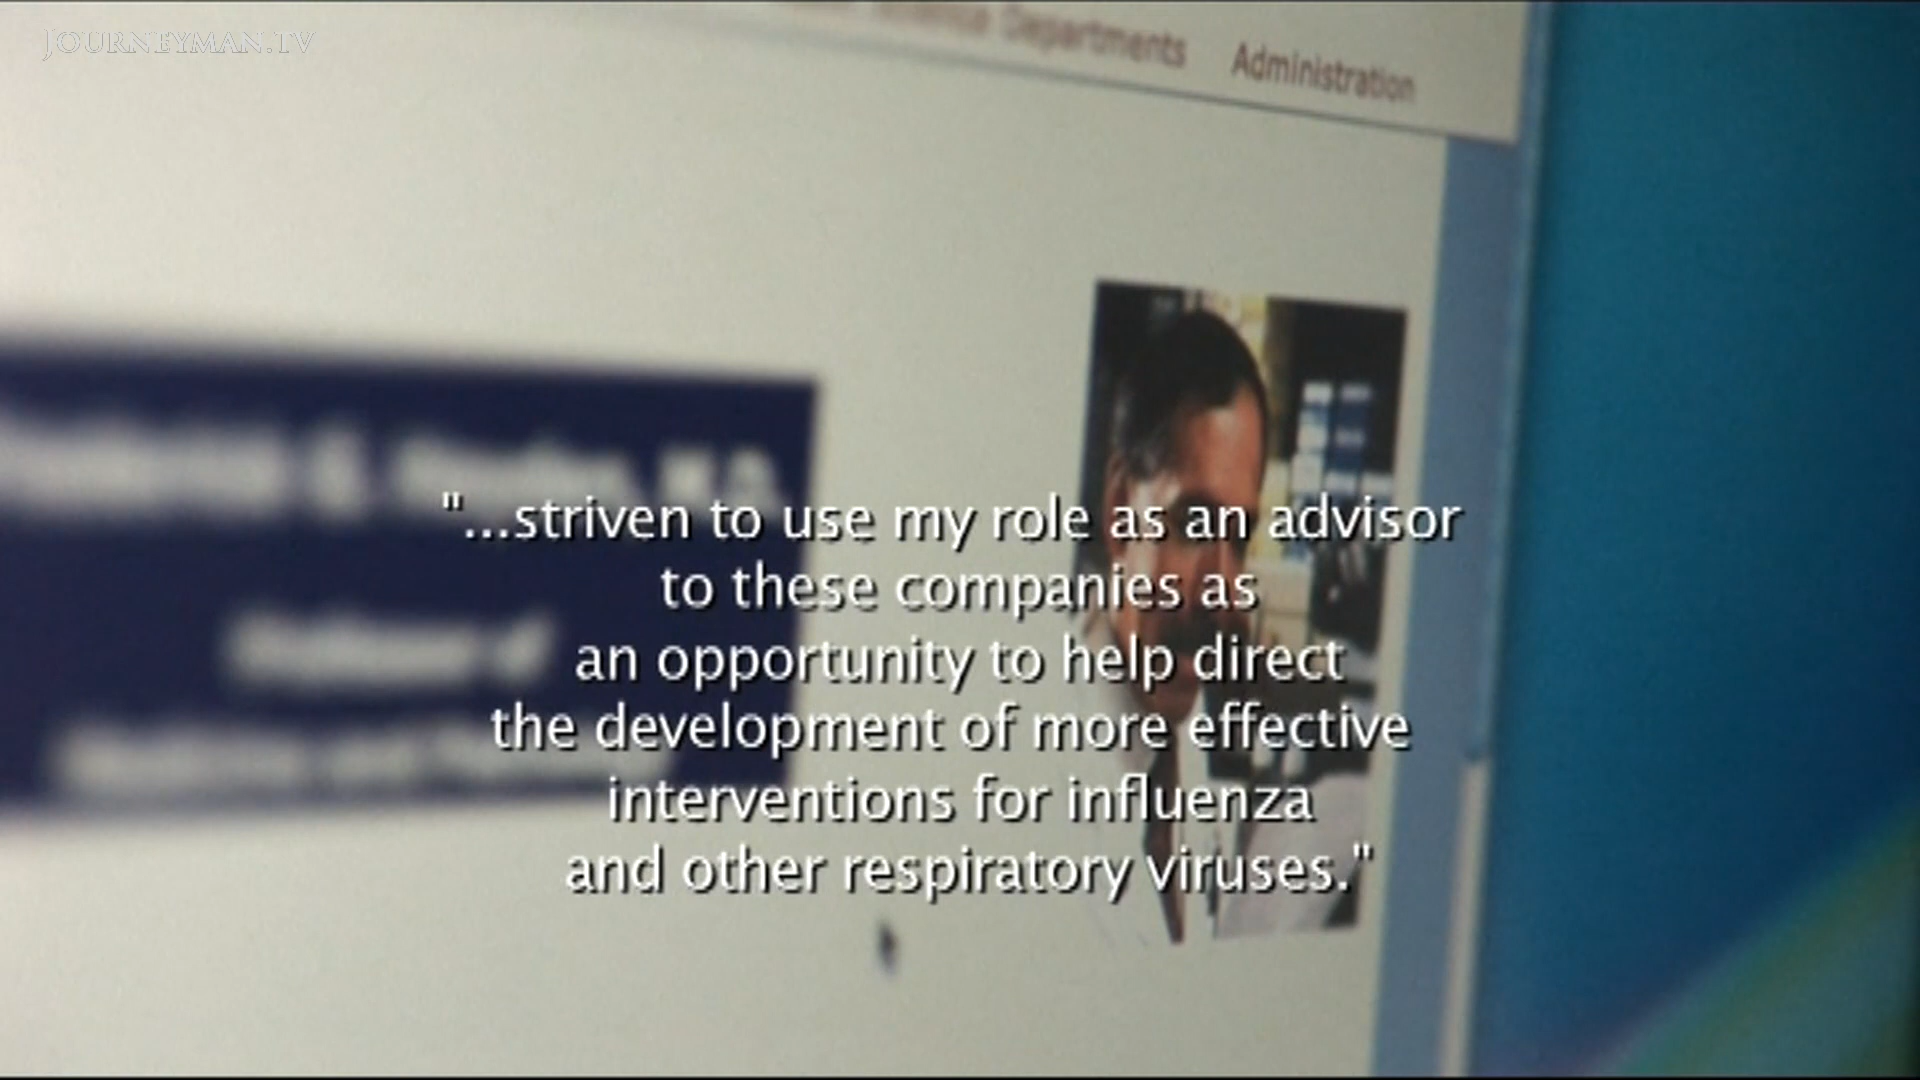 JOURNEYMAN.TV
Departments Administration
"...striven to use my role as an advisor
to these companies as
an opportunity to help direct
the development of more effective
interventions for influenza
and other respiratory viruses."